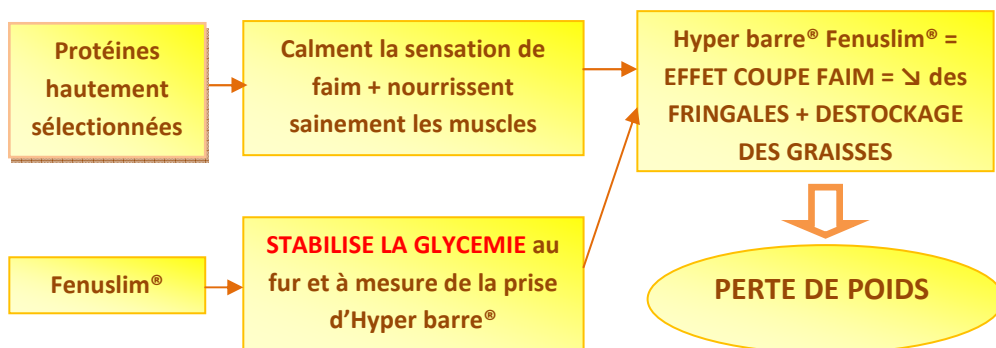 Protéines
hautement
sélectionnées
Calment la sensation de
faim + nourrissent
sainement les muscles
Hyper barre® Fenuslim® =
EFFET COUPE FAIM = ↘ des
FRINGALES + DESTOCKAGE
DES GRAISSES
Fenuslim®
STABILISE LA GLYCEMIE au
fur et à mesure de la prise
d’Hyper barre®
PERTE DE POIDS